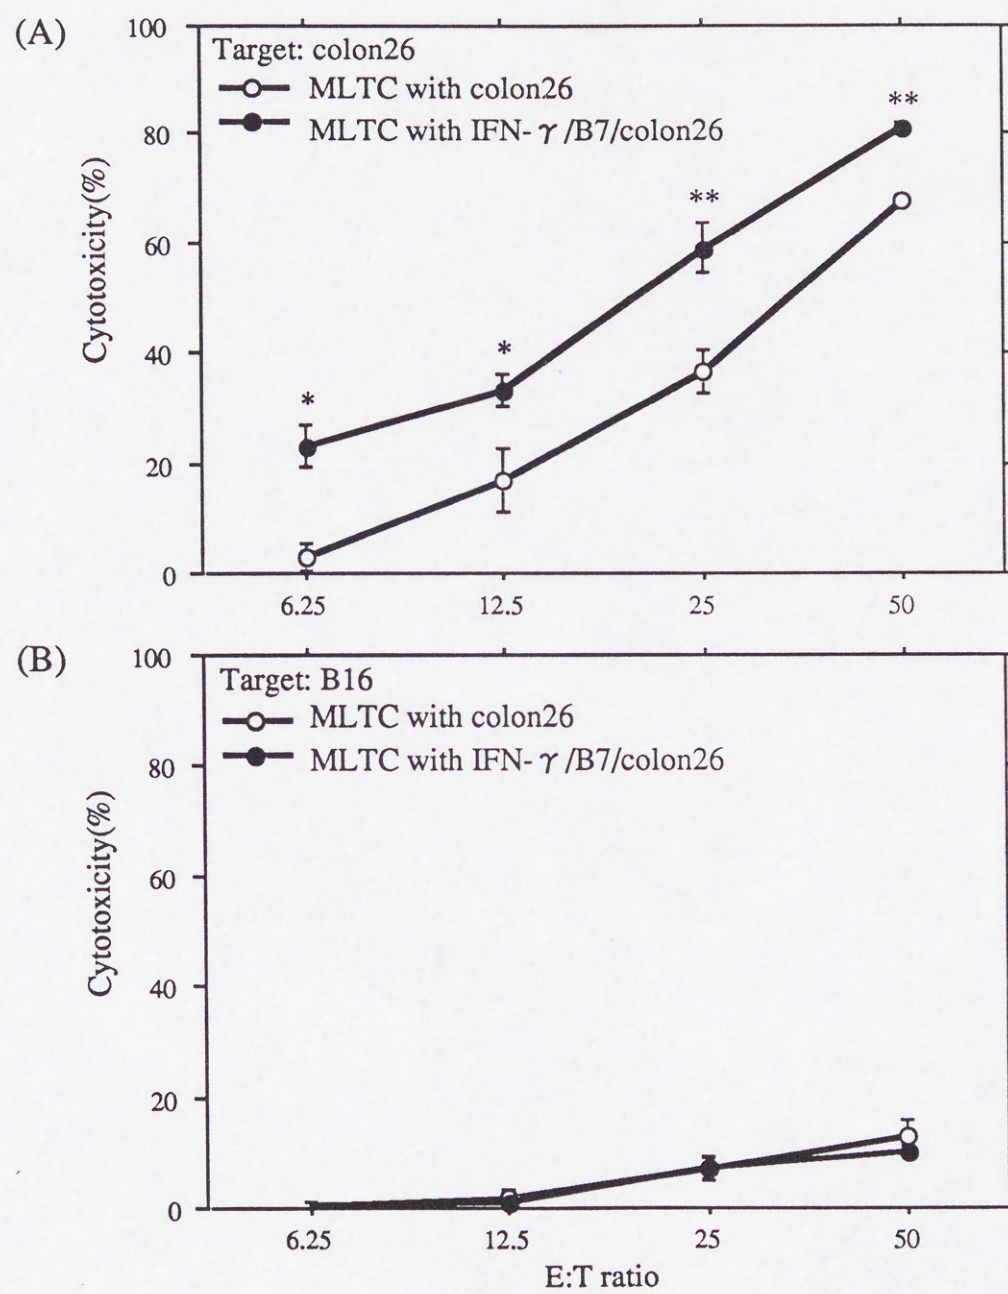 (A)
100
80
60
40
20
0
Cytotoxicity(%)
Target: colon26
MLTC with colon26
MLTC with IFN-γ/B7/colon26
*
*
**
**
6.25 12.5 25 50
(B)
100
80
60
40
20
0
Cytotoxicity(%)
Target: B16
MLTC with colon26
MLTC with IFN-γ/B7/colon26
6.25 12.5 25 50
E:T ratio